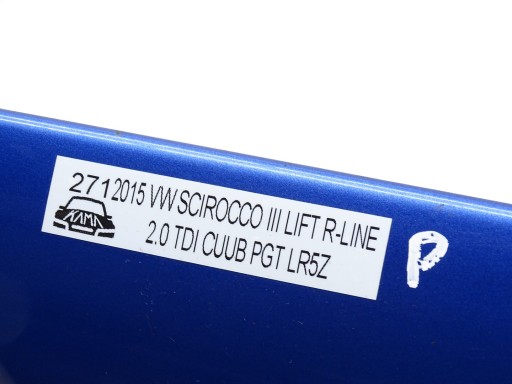 271 2015 VW SCIROCCO III LIFT R-LINE
KAMA 2.0 TDI CUUB PGT LR5Z
P